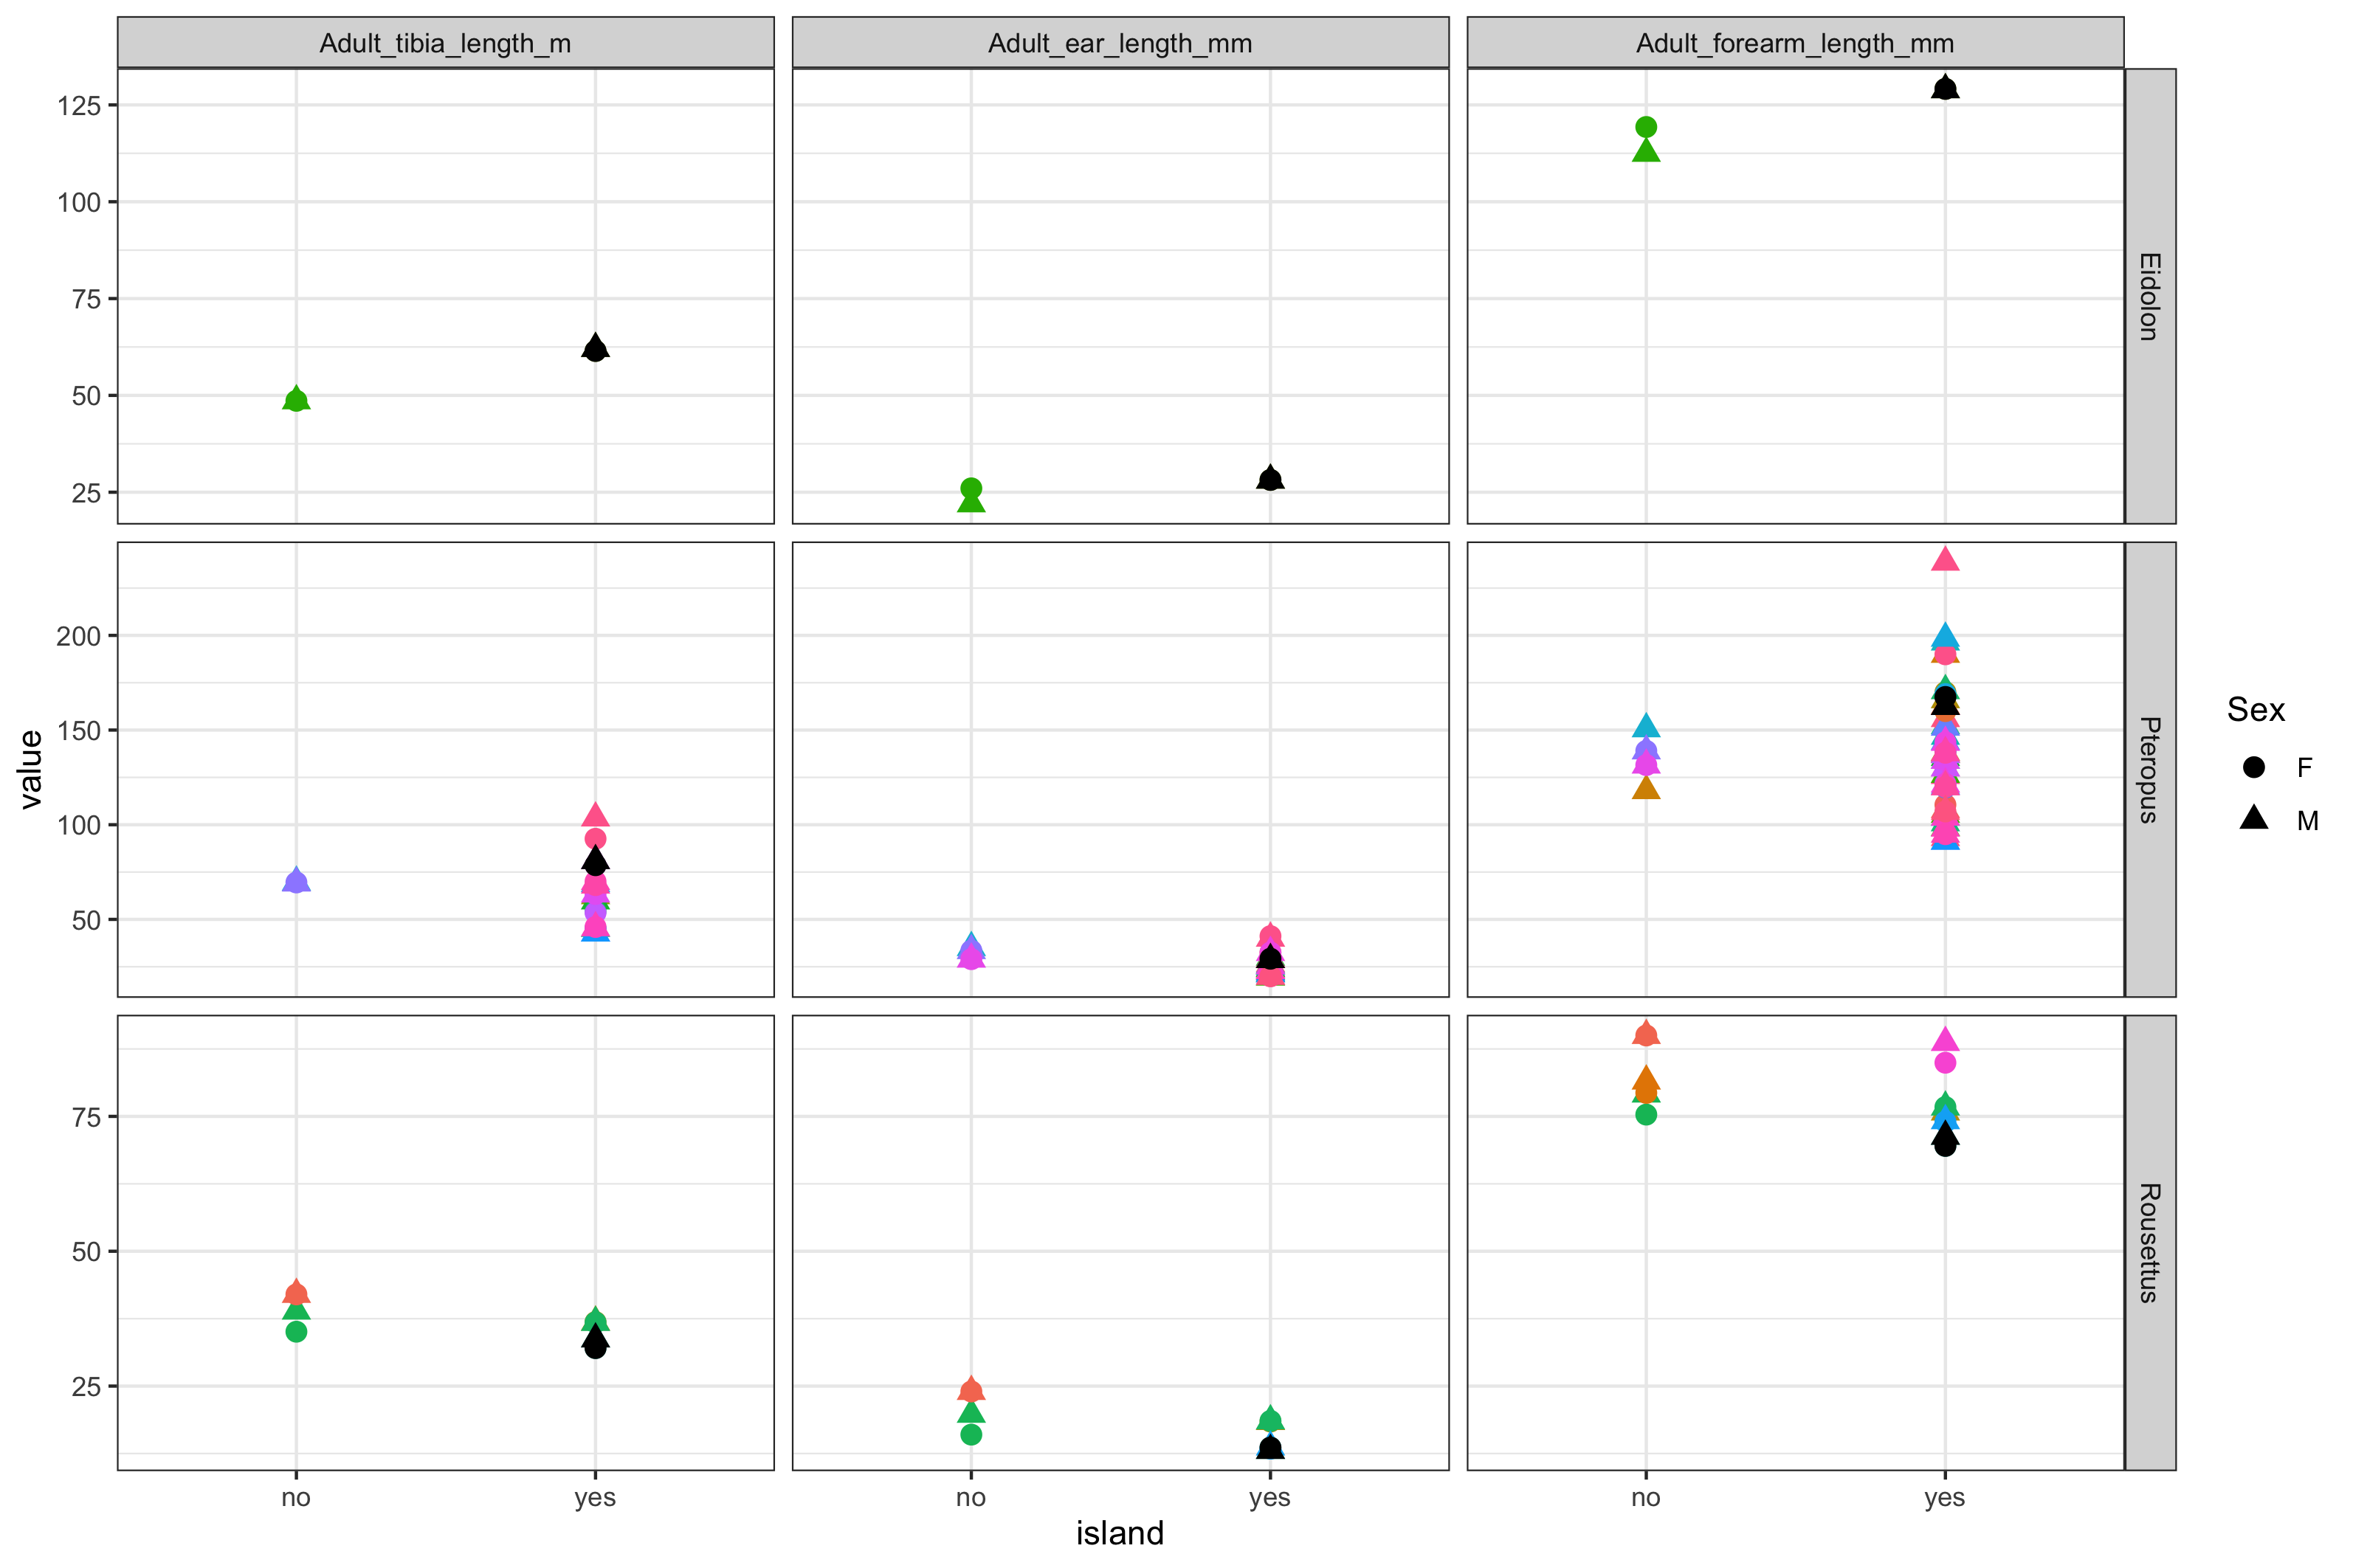 Adult_tibia_length_m
Adult_ear_length_mm
Adult_forearm_length_mm
125
100
75
50
25
Eidolon
200
150
100
50
Pteropus
75
50
25
Rousettus
value
no
yes
no
yes
no
yes
island
Sex
F
M